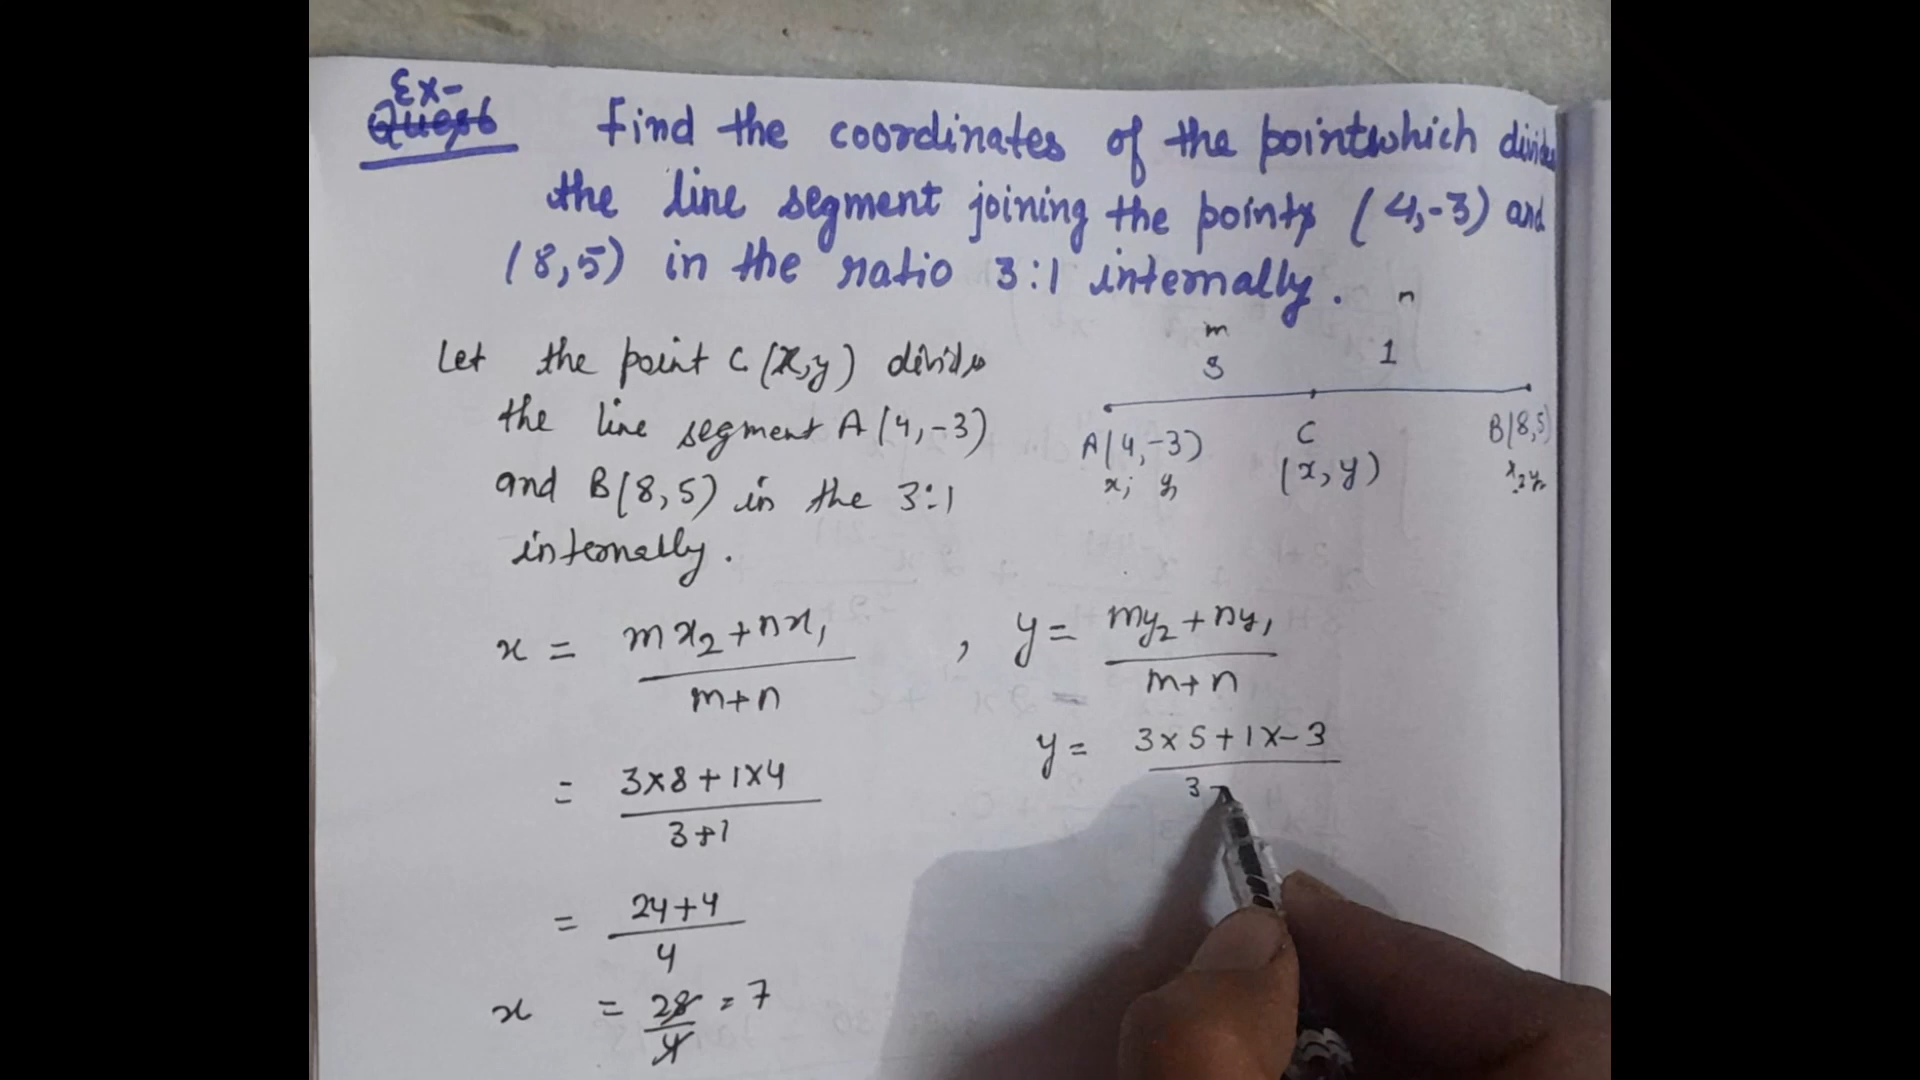 Ex-
Quest
Find the coordinates of the pointswhich divides
the line segment joining the points (4,-3) and
(8,5) in the ratio 3:1 internally.
Let the point C(x,y) divides
the line segment A(4,-3)
and B(8,5) in the 3:1
internally.
m n
3 1
A(4,-3) C B(8,5)
x₁ y₁ (x,y) x₂ y₂
x = (mx₂+nx₁)/(m+n) , y = (my₂+ny₁)/(m+n)
= (3×8+1×4)/(3+1)
y = (3×5+1×-3)/3
= (24+4)/4
x = 28/4 = 7